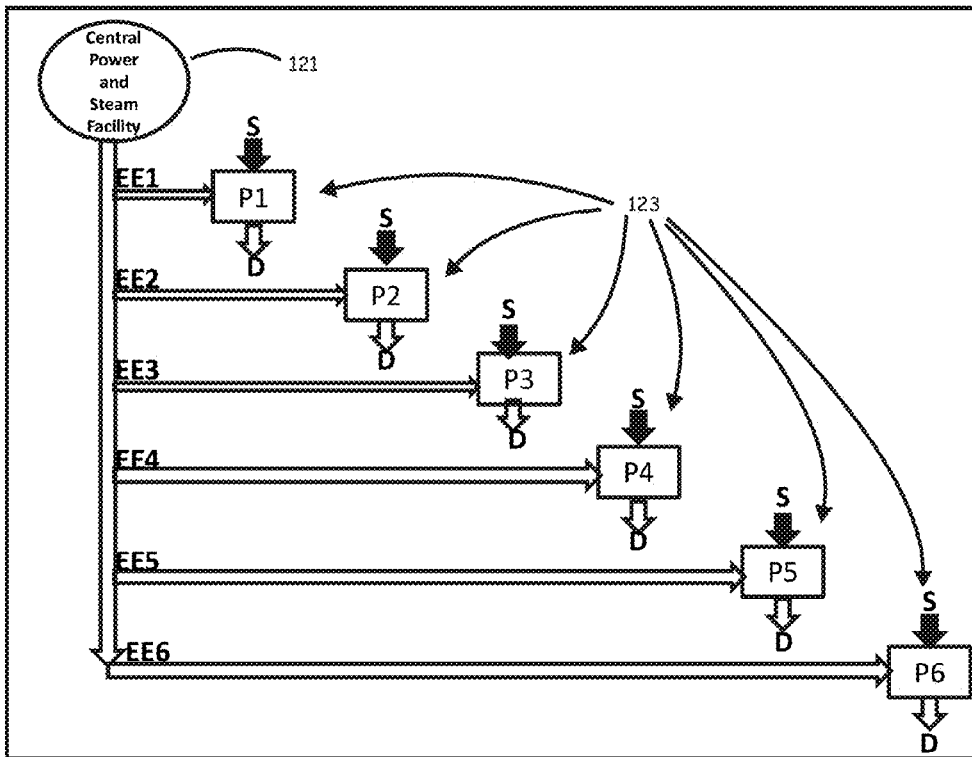 Central
Power
and
Steam
Facility
121
S
EE1
P1
123
D
S
EE2
P2
D
S
EE3
P3
D
S
EE4
P4
D
S
EE5
P5
D
S
EE6
P6
D